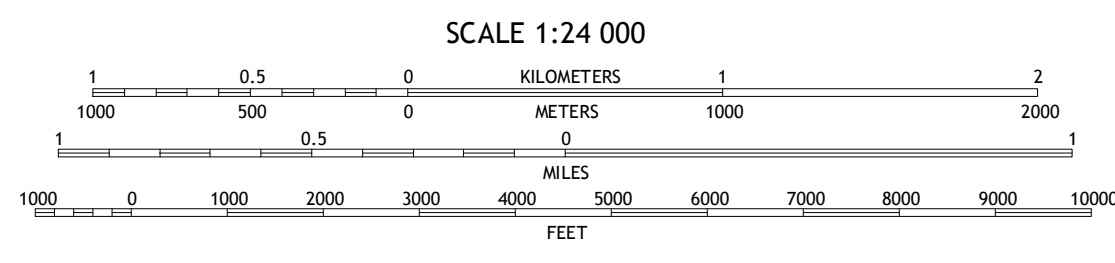 SCALE 1:24 000
1 0.5 0 KILOMETERS 1 2
1000 500 0 METERS 1000 2000
1 0.5 0 1
MILES
1000 0 1000 2000 3000 4000 5000 6000 7000 8000 9000 10000
FEET